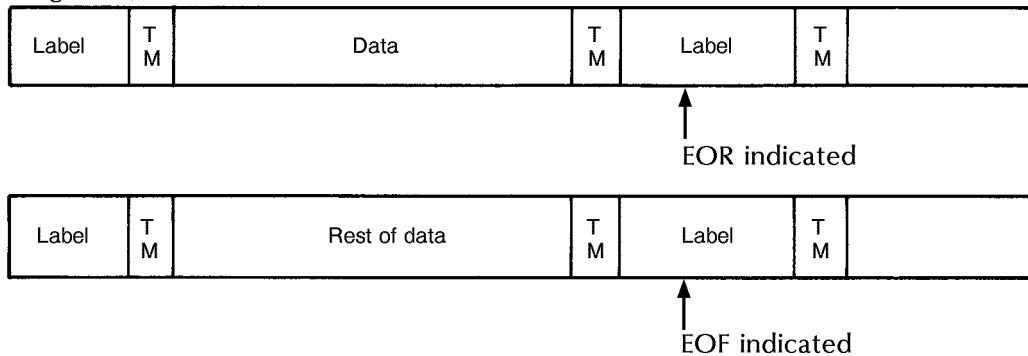 Label T M Data T M Label T M
EOR indicated
Label T M Rest of data T M Label T M
EOF indicated